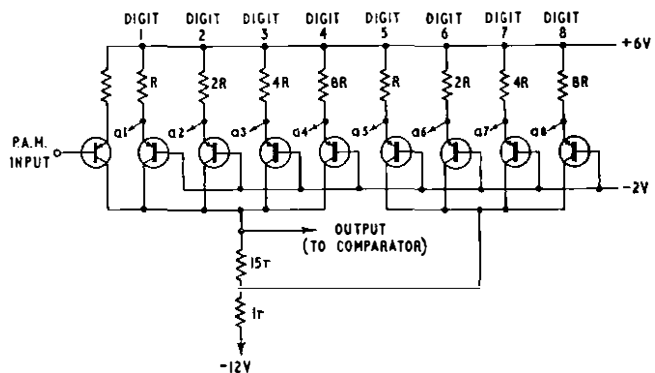 DIGIT DIGIT DIGIT DIGIT DIGIT DIGIT DIGIT DIGIT
1 2 3 4 5 6 7 8
+6V
R 2R 4R 8R R 2R 4R 8R
a1 a2 a3 a4 a5 a6 a7 a8
P.A.M.
INPUT
-2V
OUTPUT
(TO COMPARATOR)
15r
1r
-12V